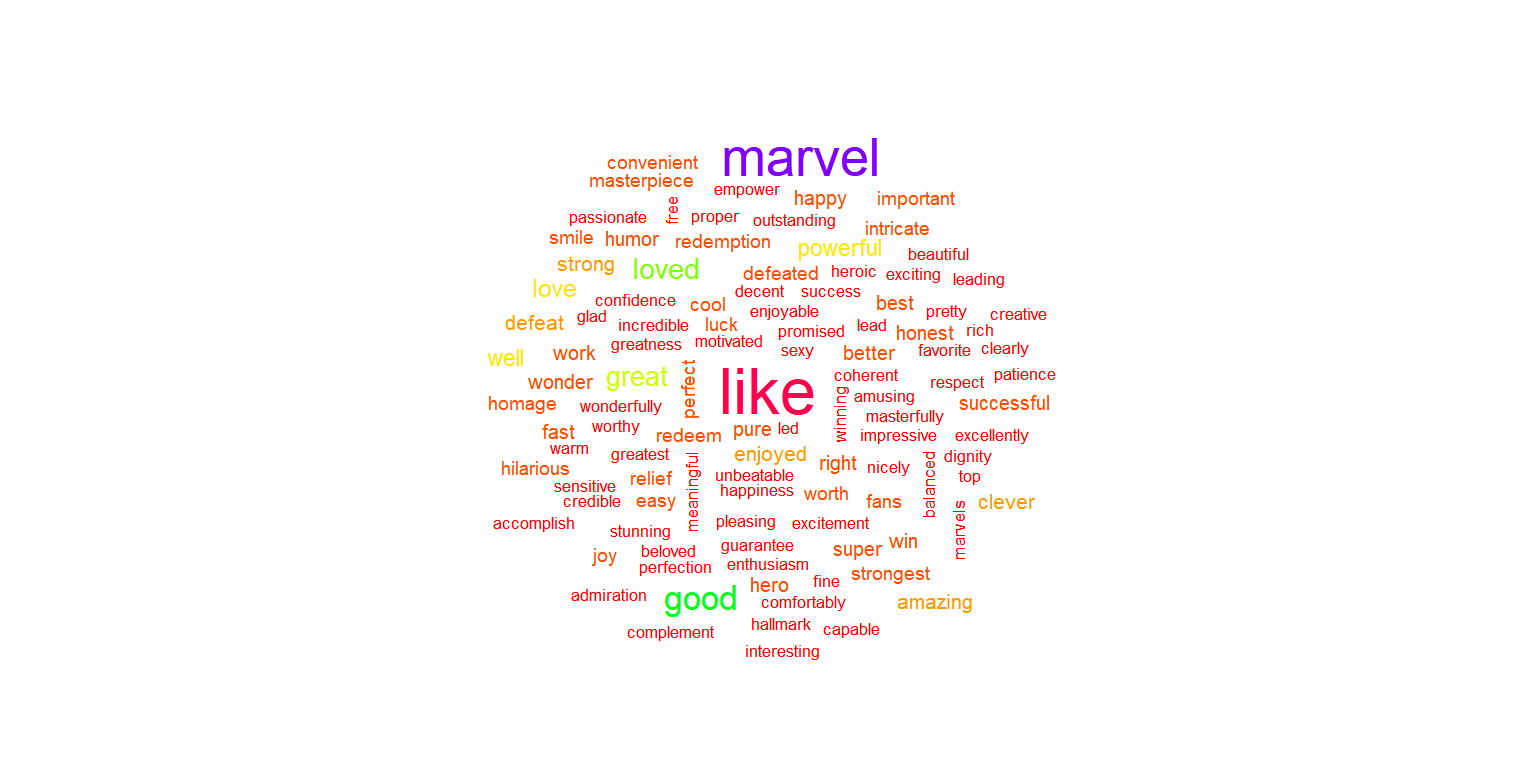 marvel
convenient
masterpiece
empower
happy
important
free
passionate
proper
outstanding
intricate
smile
humor
redemption
powerful
beautiful
strong
loved
defeated
heroic
exciting
leading
love
confidence
cool
decent
success
best
pretty
creative
defeat
glad
incredible
luck
enjoyable
promised
lead
honest
rich
well
work
greatness
motivated
sexy
better
favorite
clearly
wonder
great
perfect
like
coherent
respect
patience
homage
wonderfully
winning
amusing
masterfully
successful
fast
worthy
redeem
pure
led
impressive
excellently
warm
greatest
enjoyed
right
nicely
balanced
dignity
hilarious
sensitive
relief
meaningful
unbeatable
happiness
worth
fans
top
clever
credible
easy
accomplish
stunning
pleasing
excitement
marvels
joy
beloved
perfection
guarantee
enthusiasm
super
win
strongest
admiration
good
hero
fine
comfortably
amazing
complement
hallmark
capable
interesting